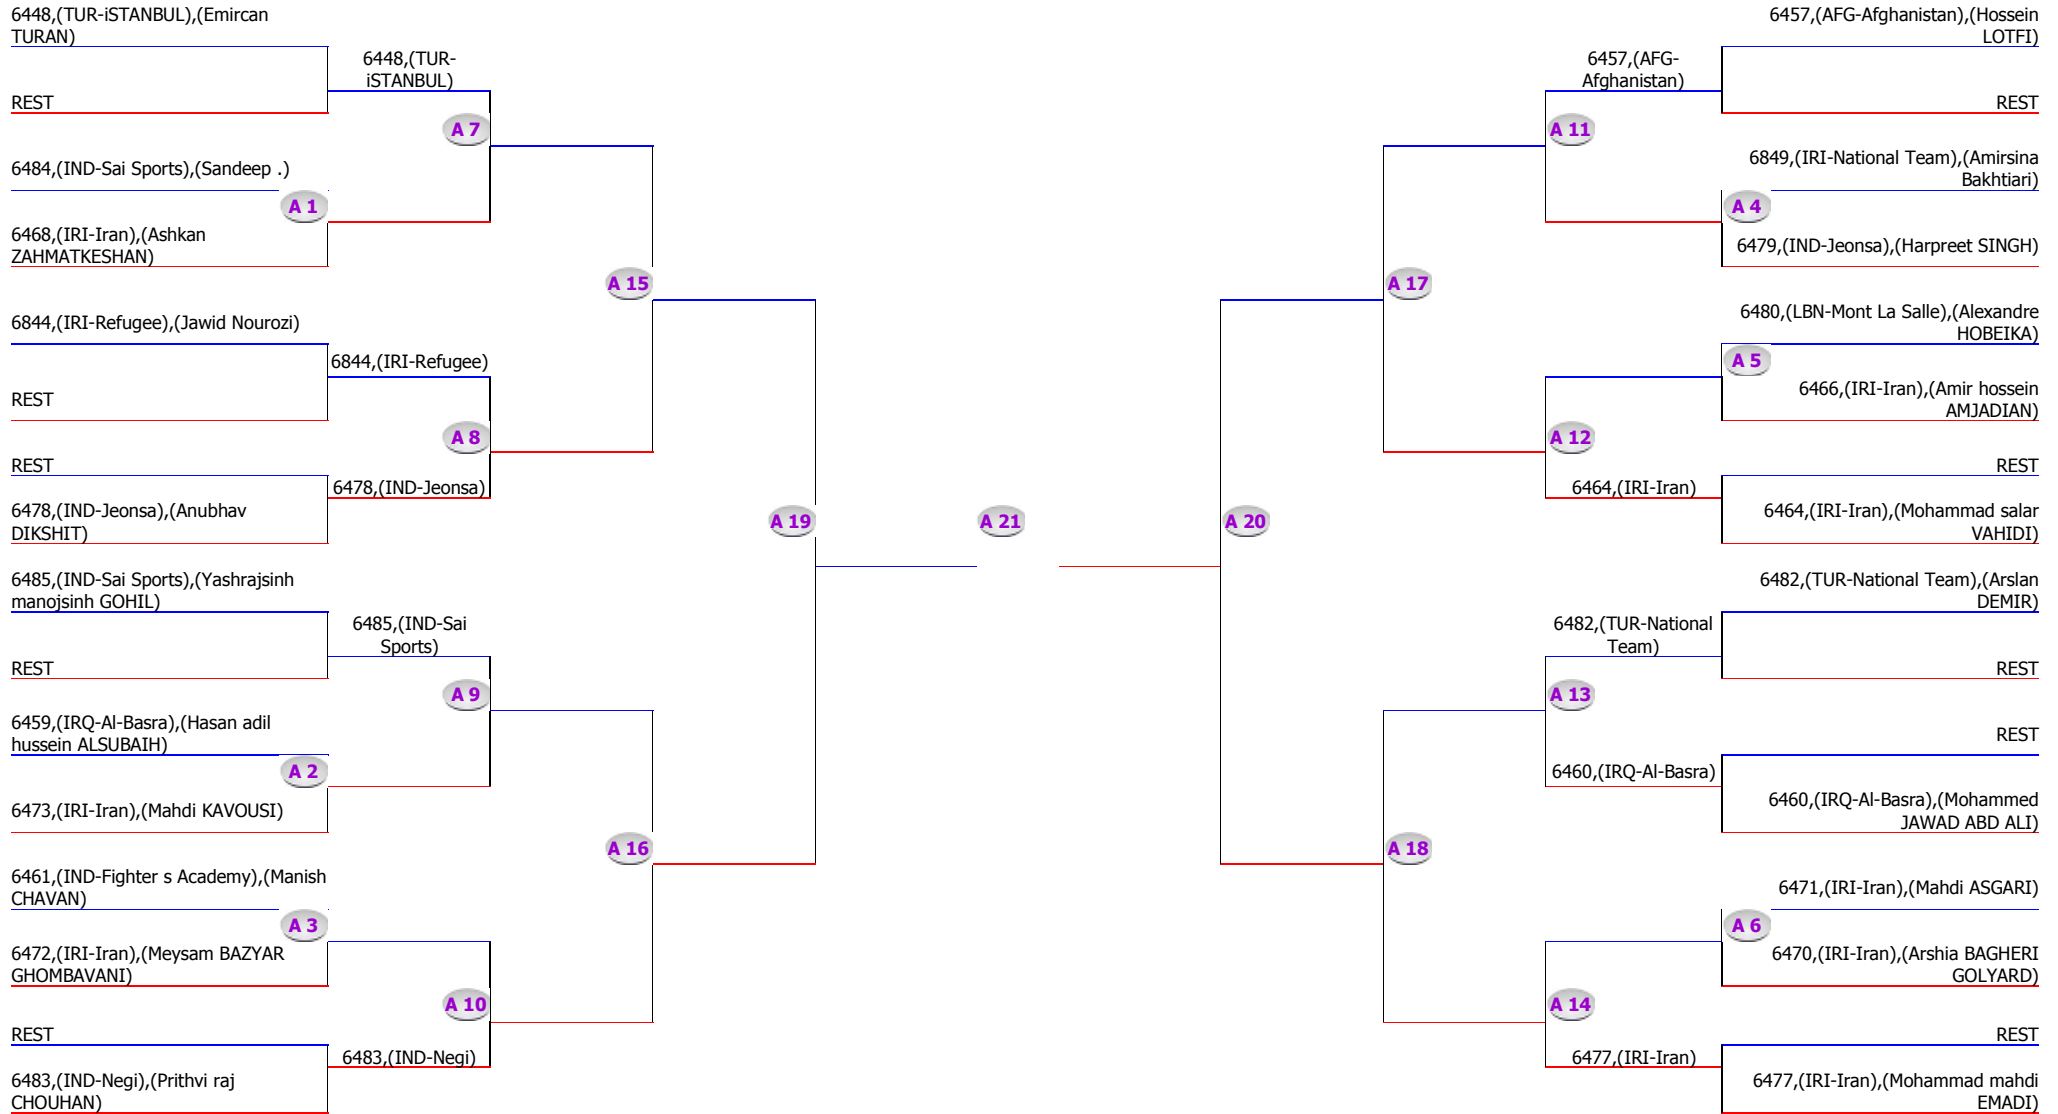 6448,(TUR-iSTANBUL),(Emircan
TURAN)
REST
6448,(TUR-
iSTANBUL)
A 7
6484,(IND-Sai Sports),(Sandeep .)
A 1
6468,(IRI-Iran),(Ashkan
ZAHMATKESHAN)
A 15
6844,(IRI-Refugee),(Jawid Nourozi)
6844,(IRI-Refugee)
REST
A 8
REST
6478,(IND-Jeonsa)
6478,(IND-Jeonsa),(Anubhav
DIKSHIT)
A 19
6485,(IND-Sai Sports),(Yashrajsinh
manojsinh GOHIL)
6485,(IND-Sai
Sports)
REST
A 9
6459,(IRQ-Al-Basra),(Hasan adil
hussein ALSUBAIH)
A 2
6473,(IRI-Iran),(Mahdi KAVOUSI)
A 16
6461,(IND-Fighter s Academy),(Manish
CHAVAN)
A 3
6472,(IRI-Iran),(Meysam BAZYAR
GHOMBAVANI)
A 10
REST
6483,(IND-Negi)
6483,(IND-Negi),(Prithvi raj
CHOUHAN)
A 21
6457,(AFG-Afghanistan),(Hossein
LOTFI)
6457,(AFG-
Afghanistan)
REST
A 11
6849,(IRI-National Team),(Amirsina
Bakhtiari)
A 4
6479,(IND-Jeonsa),(Harpreet SINGH)
A 17
6480,(LBN-Mont La Salle),(Alexandre
HOBEIKA)
A 5
6466,(IRI-Iran),(Amir hossein
AMJADIAN)
A 12
REST
6464,(IRI-Iran)
6464,(IRI-Iran),(Mohammad salar
VAHIDI)
A 20
6482,(TUR-National Team),(Arslan
DEMIR)
6482,(TUR-National
Team)
REST
A 13
REST
6460,(IRQ-Al-Basra)
6460,(IRQ-Al-Basra),(Mohammed
JAWAD ABD ALI)
A 18
6471,(IRI-Iran),(Mahdi ASGARI)
A 6
6470,(IRI-Iran),(Arshia BAGHERI
GOLYARD)
A 14
REST
6477,(IRI-Iran)
6477,(IRI-Iran),(Mohammad mahdi
EMADI)